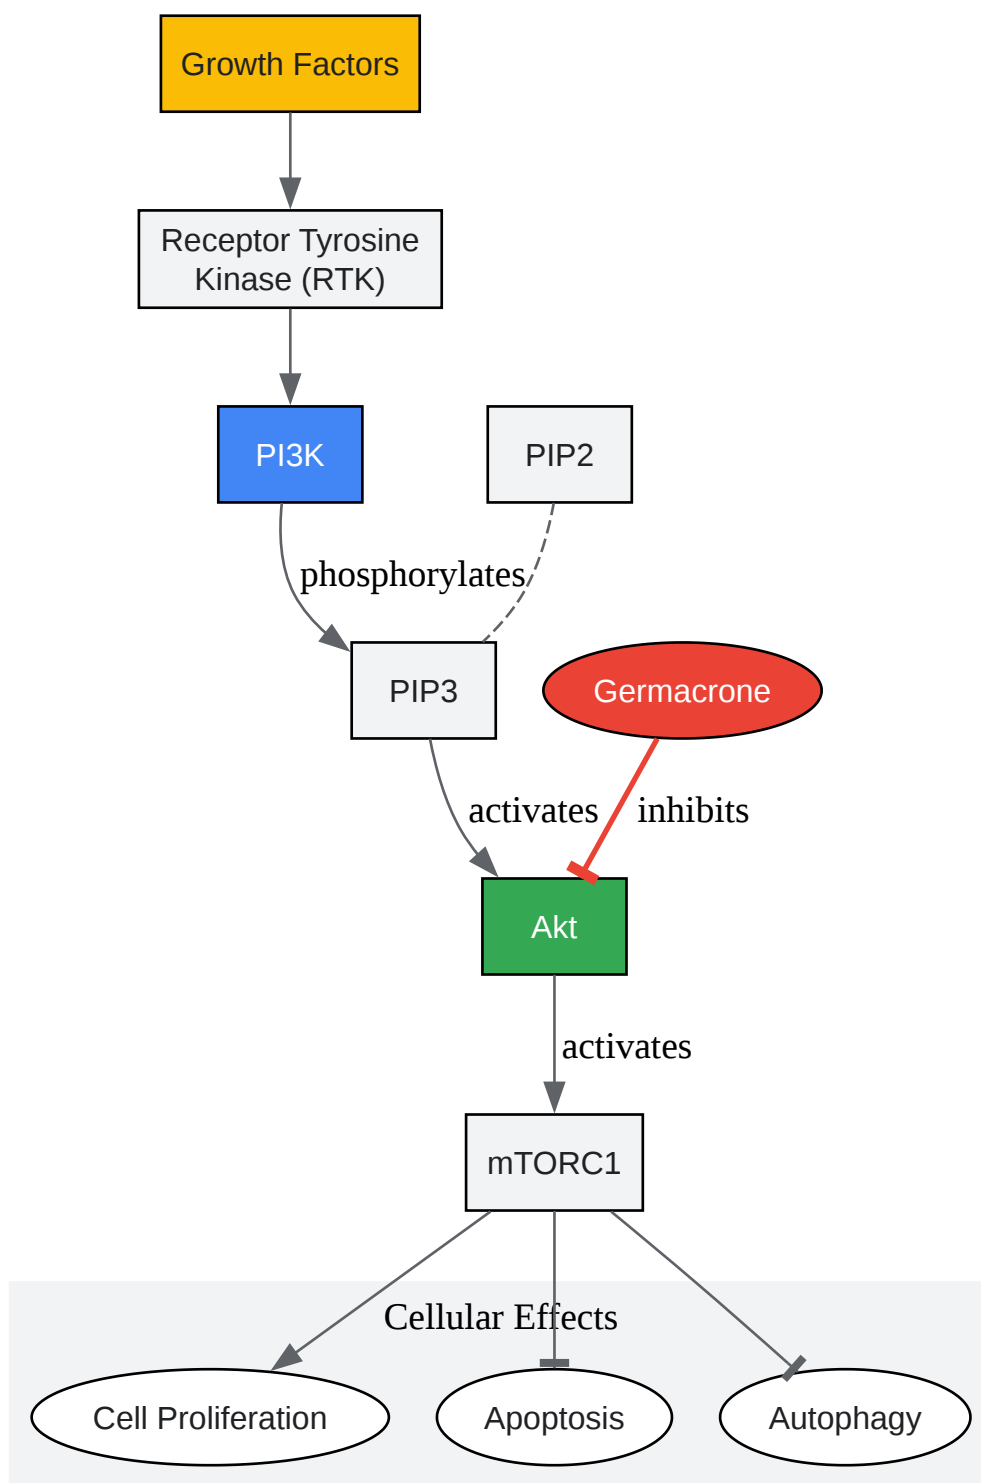 Growth Factors
Receptor Tyrosine
Kinase (RTK)
PI3K
PIP2
phosphorylates
PIP3
Germacrone
activates
inhibits
Akt
activates
mTORC1
Cellular Effects
Cell Proliferation
Apoptosis
Autophagy